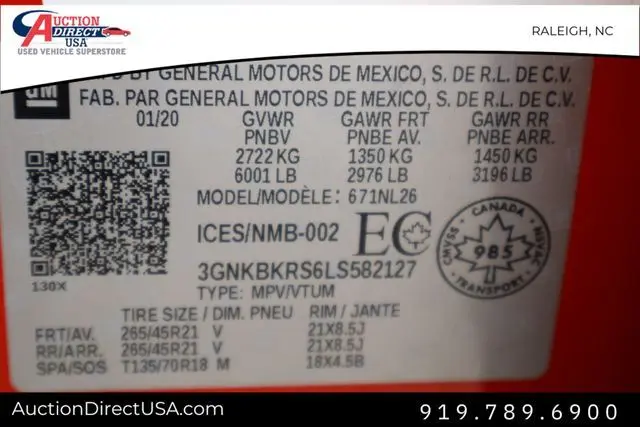 AUCTION
DIRECT
USA
USED VEHICLE SUPERSTORE
RALEIGH, NC
GM
BY GENERAL MOTORS DE MEXICO, S. DE R.L. DE C.V.
FAB. PAR GENERAL MOTORS DE MEXICO, S. DE R.L. DE C.V.
01/20 GVWR GAWR FRT GAWR RR
PNBV PNBE AV. PNBE ARR.
2722 KG 1350 KG 1450 KG
6001 LB 2976 LB 3196 LB
MODEL/MODÈLE: 671NL26
ICES/NMB-002 EC
CANADA
985
TRANSPORT
3GNKBKRS6LS582127
130X
TYPE: MPV/VTUM
TIRE SIZE / DIM. PNEU RIM / JANTE
FRT/AV. 265/45R21 V 21X8.5J
RR/ARR. 265/45R21 V 21X8.5J
SPA/SOS T135/70R18 M 18X4.5B
AuctionDirectUSA.com
919.789.6900